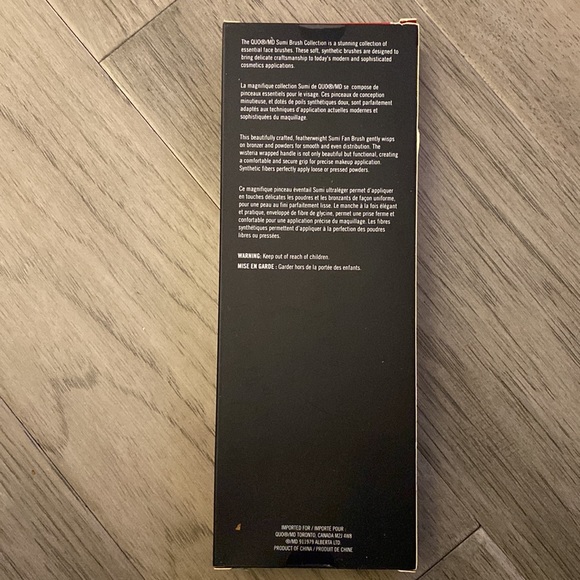 The QUO®/MD Sumi Brush Collection is a stunning collection of
essential face brushes. These soft, synthetic brushes are designed to
bring delicate craftsmanship to today's modern and sophisticated
cosmetics applications.
La magnifique collection Sumi de QUO®/MD se compose de
pinceaux essentiels pour le visage. Ces pinceaux de conception
minutieuse, et dotés de poils synthétiques doux, sont parfaitement
adaptés aux techniques d'application actuelles modernes et
sophistiquées du maquillage.
This beautifully crafted, featherweight Sumi Fan Brush gently wisps
on bronzer and powders for smooth and even distribution. The
wisteria wrapped handle is not only beautiful but functional, creating
a comfortable and secure grip for precise makeup application.
Synthetic fibers perfectly apply loose or pressed powders.
Ce magnifique pinceau éventail Sumi ultraléger permet d'appliquer
en touches délicates les poudres et les bronzants de façon uniforme,
pour une peau au fini parfaitement lisse. Le manche à la fois élégant
et pratique, enveloppé de fibre de glycine, permet une prise ferme et
confortable pour une application précise du maquillage. Les fibres
synthétiques permettent d'appliquer à la perfection des poudres
libres ou pressées.
WARNING: Keep out of reach of children.
MISE EN GARDE : Garder hors de la portée des enfants.
IMPORTED FOR / IMPORTÉ POUR :
QUO®/MD TORONTO, CANADA M2J 4W8
®/MD 911979 ALBERTA LTD.
PRODUCT OF CHINA / PRODUIT DE CHINE